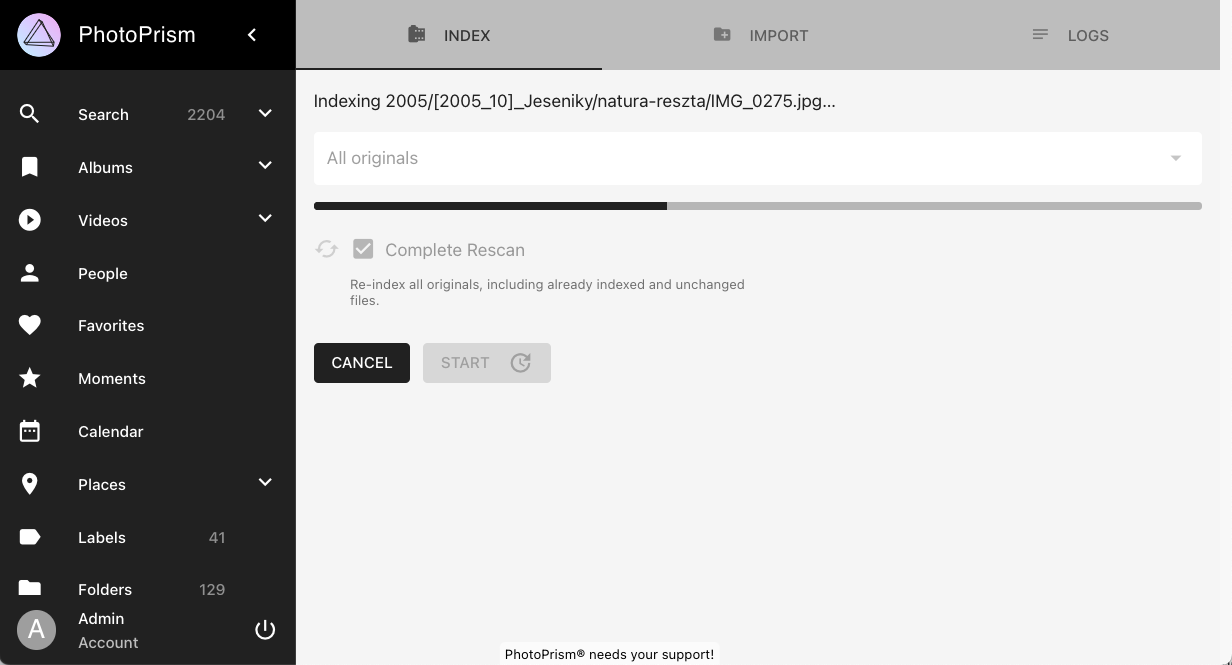 PhotoPrism
Search 2204
Albums
Videos
People
Favorites
Moments
Calendar
Places
Labels 41
Folders 129
A
Admin
Account
INDEX
IMPORT
LOGS
Indexing 2005/[2005_10]_Jeseniky/natura-reszta/IMG_0275.jpg...
All originals
Complete Rescan
Re-index all originals, including already indexed and unchanged
files.
CANCEL
START
PhotoPrism® needs your support!